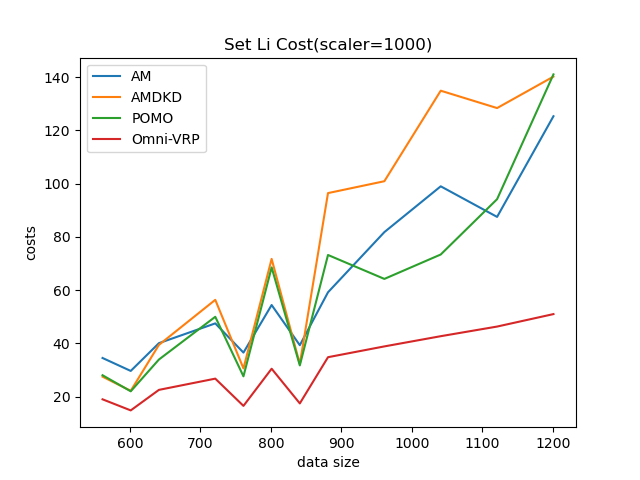 Set Li Cost(scaler=1000)
AM
AMDKD
POMO
Omni-VRP
costs
140
120
100
80
60
40
20
600 700 800 900 1000 1100 1200
data size